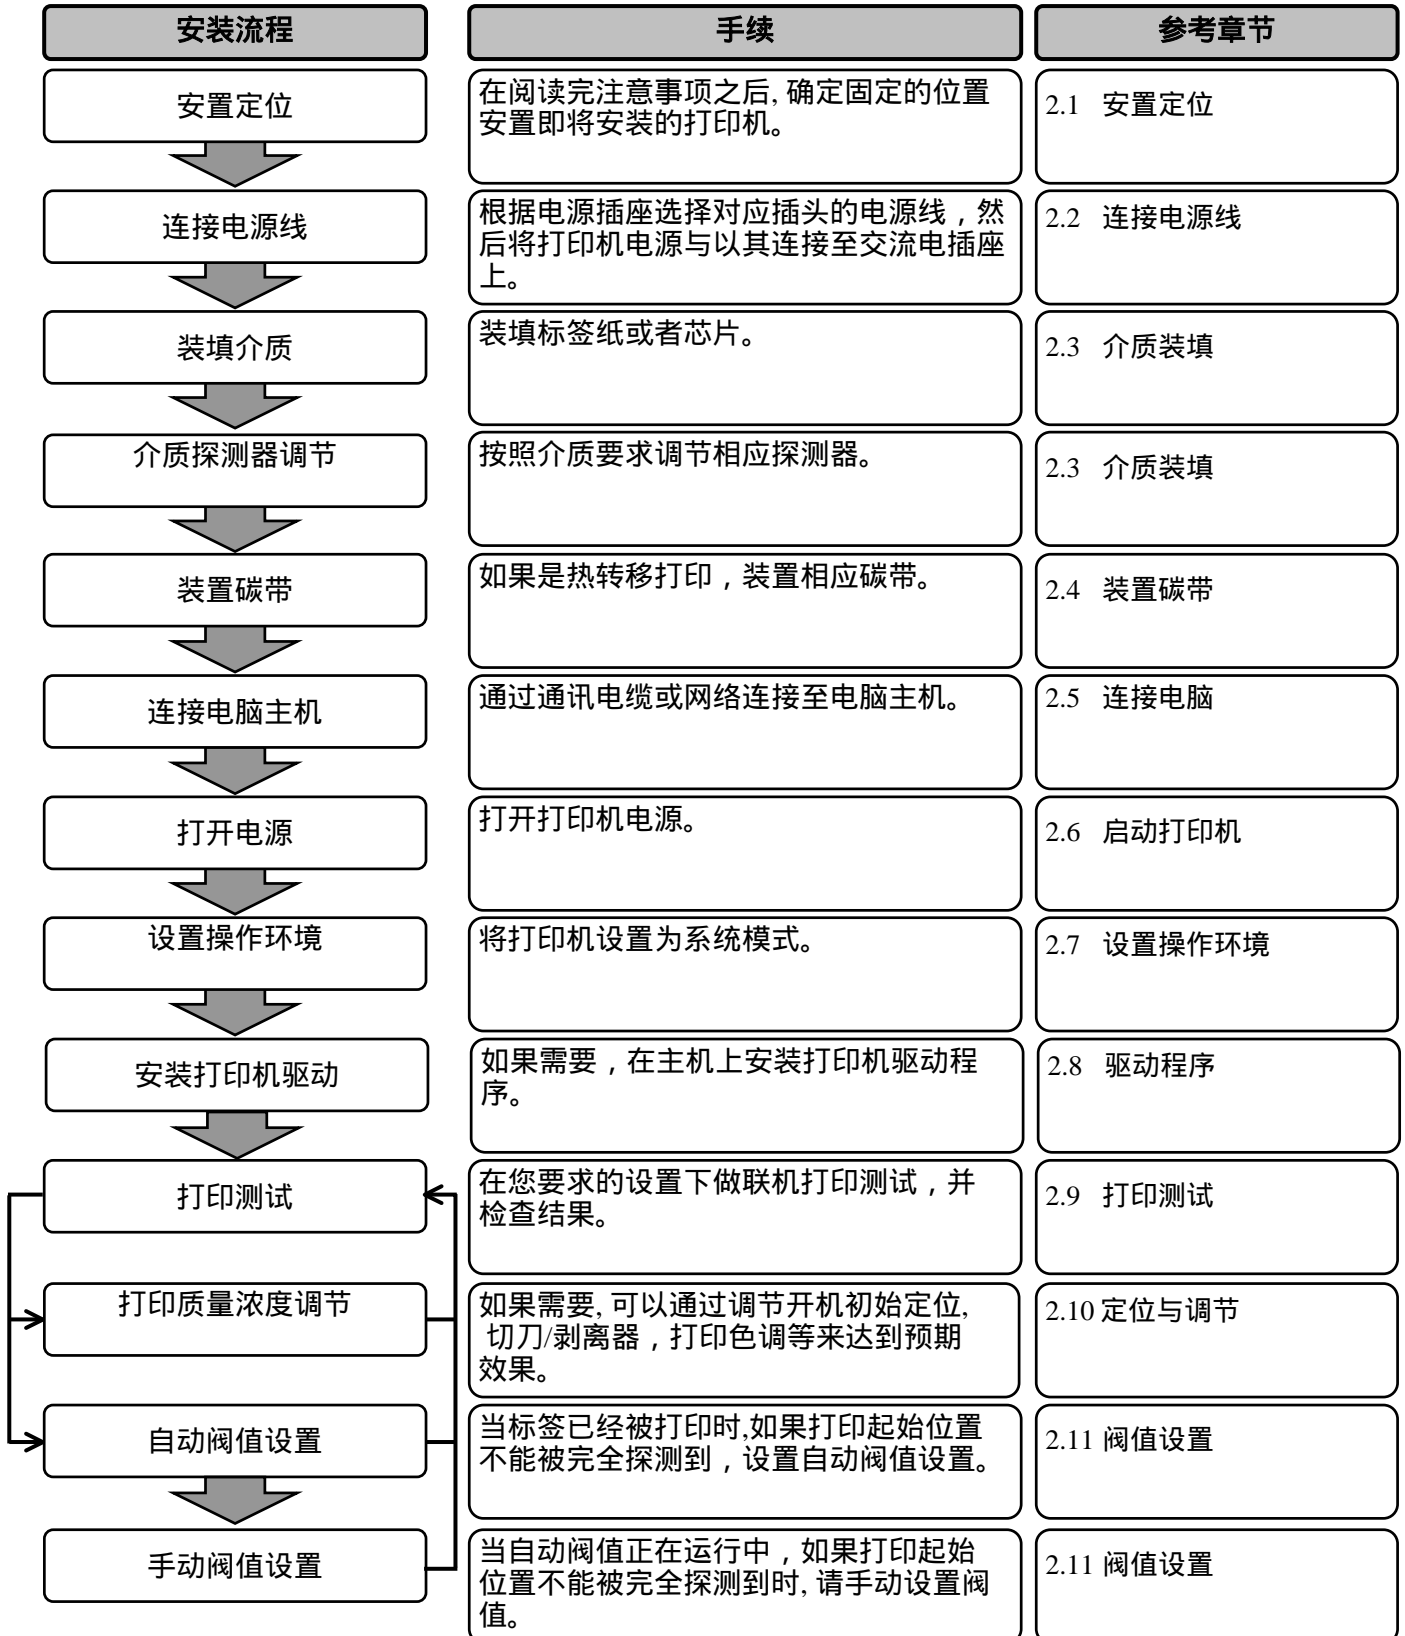 安装流程
手续
参考章节
安置定位
在阅读完注意事项之后, 确定固定的位置
安置即将安装的打印机。
2.1 安置定位
连接电源线
根据电源插座选择对应插头的电源线，然
后将打印机电源与以其连接至交流电插座
上。
2.2 连接电源线
装填介质
装填标签纸或者芯片。
2.3 介质装填
介质探测器调节
按照介质要求调节相应探测器。
2.3 介质装填
装置碳带
如果是热转移打印，装置相应碳带。
2.4 装置碳带
连接电脑主机
通过通讯电缆或网络连接至电脑主机。
2.5 连接电脑
打开电源
打开打印机电源。
2.6 启动打印机
设置操作环境
将打印机设置为系统模式。
2.7 设置操作环境
安装打印机驱动
如果需要，在主机上安装打印机驱动程
序。
2.8 驱动程序
打印测试
在您要求的设置下做联机打印测试，并
检查结果。
2.9 打印测试
打印质量浓度调节
如果需要, 可以通过调节开机初始定位,
切刀/剥离器，打印色调等来达到预期
效果。
2.10 定位与调节
自动阀值设置
当标签已经被打印时,如果打印起始位置
不能被完全探测到，设置自动阀值设置。
2.11 阀值设置
手动阀值设置
当自动阀值正在运行中，如果打印起始
位置不能被完全探测到时, 请手动设置阀
值。
2.11 阀值设置